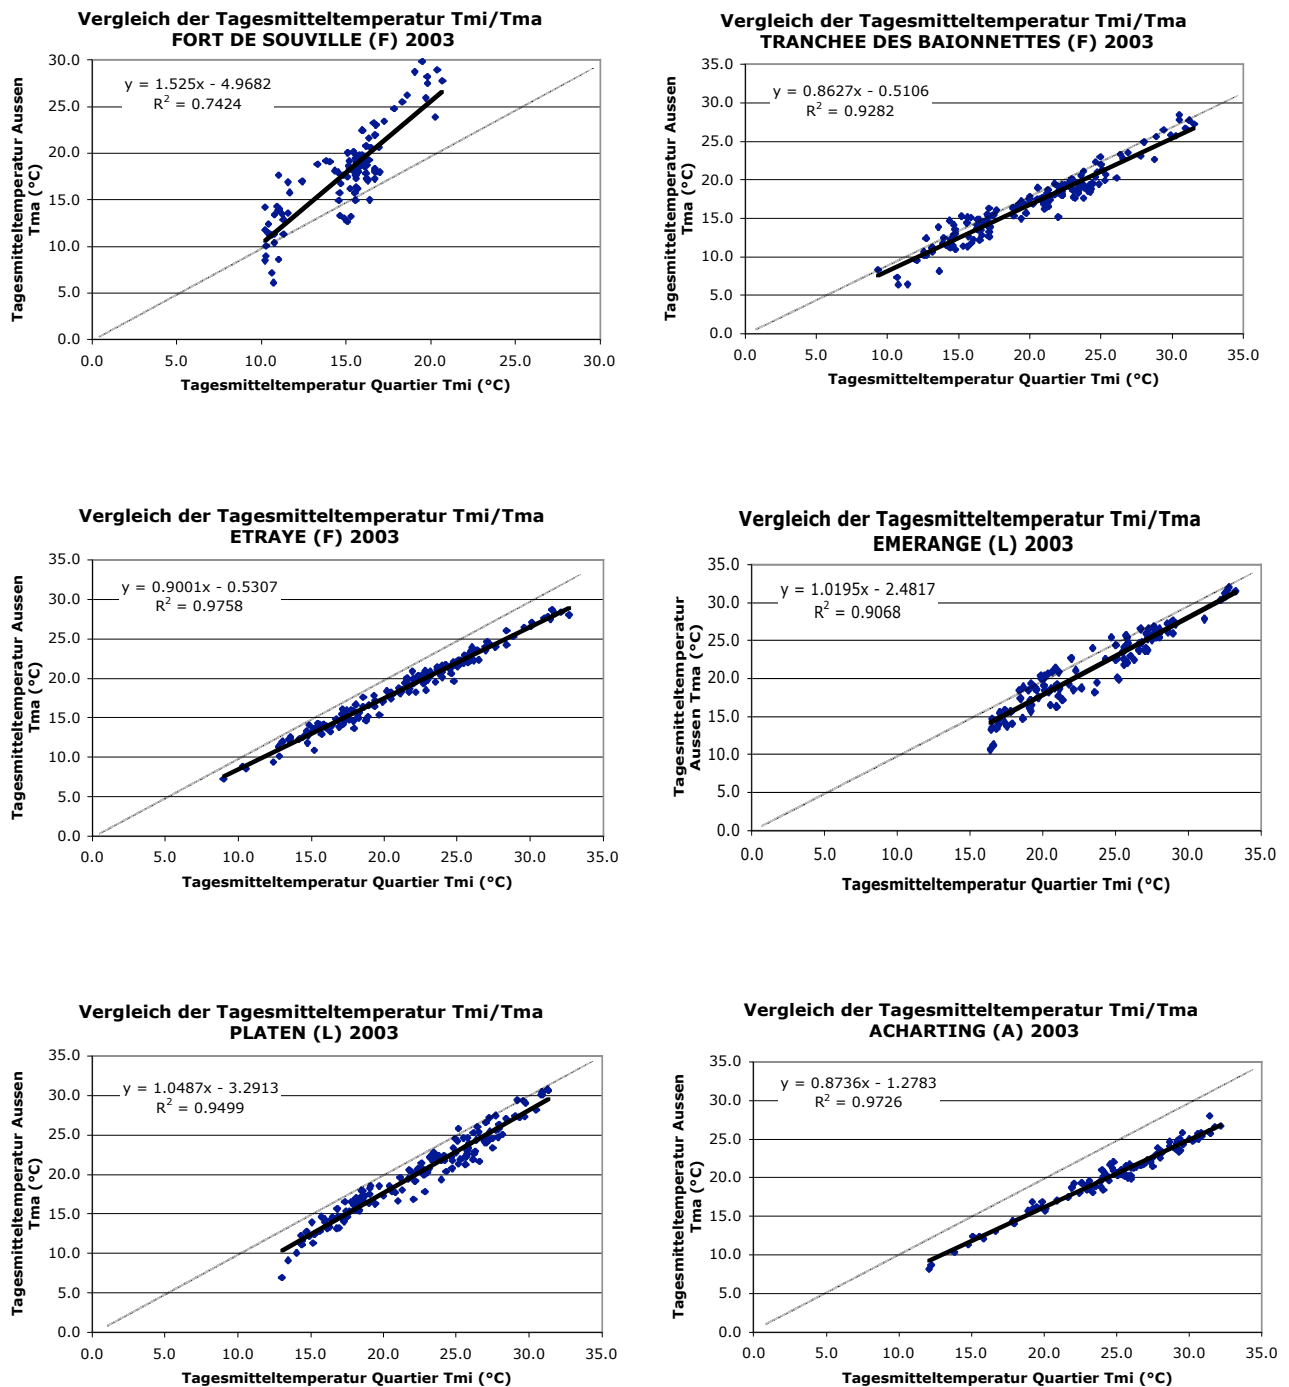 Vergleich der Tagesmitteltemperatur Tmi/Tma
FORT DE SOUVILLE (F) 2003
y = 1.525x - 4.9682
R² = 0.7424
Tagesmitteltemperatur Aussen
Tma (°C)
30.0
25.0
20.0
15.0
10.0
5.0
0.0
0.0 5.0 10.0 15.0 20.0 25.0 30.0
Tagesmitteltemperatur Quartier Tmi (°C)
Vergleich der Tagesmitteltemperatur Tmi/Tma
TRANCHEE DES BAIONNETTES (F) 2003
y = 0.8627x - 0.5106
R² = 0.9282
Tagesmitteltemperatur Aussen
Tma (°C)
35.0
30.0
25.0
20.0
15.0
10.0
5.0
0.0
0.0 5.0 10.0 15.0 20.0 25.0 30.0 35.0
Tagesmitteltemperatur Quartier Tmi (°C)
Vergleich der Tagesmitteltemperatur Tmi/Tma
ETRAYE (F) 2003
y = 0.9001x - 0.5307
R² = 0.9758
Tagesmitteltemperatur Aussen
Tma (°C)
35.0
30.0
25.0
20.0
15.0
10.0
5.0
0.0
0.0 5.0 10.0 15.0 20.0 25.0 30.0 35.0
Tagesmitteltemperatur Quartier Tmi (°C)
Vergleich der Tagesmitteltemperatur Tmi/Tma
EMERANGE (L) 2003
y = 1.0195x - 2.4817
R² = 0.9068
Tagesmitteltemperatur
Aussen Tma (°C)
35.0
30.0
25.0
20.0
15.0
10.0
5.0
0.0
0.0 5.0 10.0 15.0 20.0 25.0 30.0 35.0
Tagesmitteltemperatur Quartier Tmi (°C)
Vergleich der Tagesmitteltemperatur Tmi/Tma
PLATEN (L) 2003
y = 1.0487x - 3.2913
R² = 0.9499
Tagesmitteltemperatur Aussen
Tma (°C)
35.0
30.0
25.0
20.0
15.0
10.0
5.0
0.0
0.0 5.0 10.0 15.0 20.0 25.0 30.0 35.0
Tagesmitteltemperatur Quartier Tmi (°C)
Vergleich der Tagesmitteltemperatur Tmi/Tma
ACHARTING (A) 2003
y = 0.8736x - 1.2783
R² = 0.9726
Tagesmitteltemperatur Aussen
Tma (°C)
35.0
30.0
25.0
20.0
15.0
10.0
5.0
0.0
0.0 5.0 10.0 15.0 20.0 25.0 30.0 35.0
Tagesmitteltemperatur Quartier Tmi (°C)